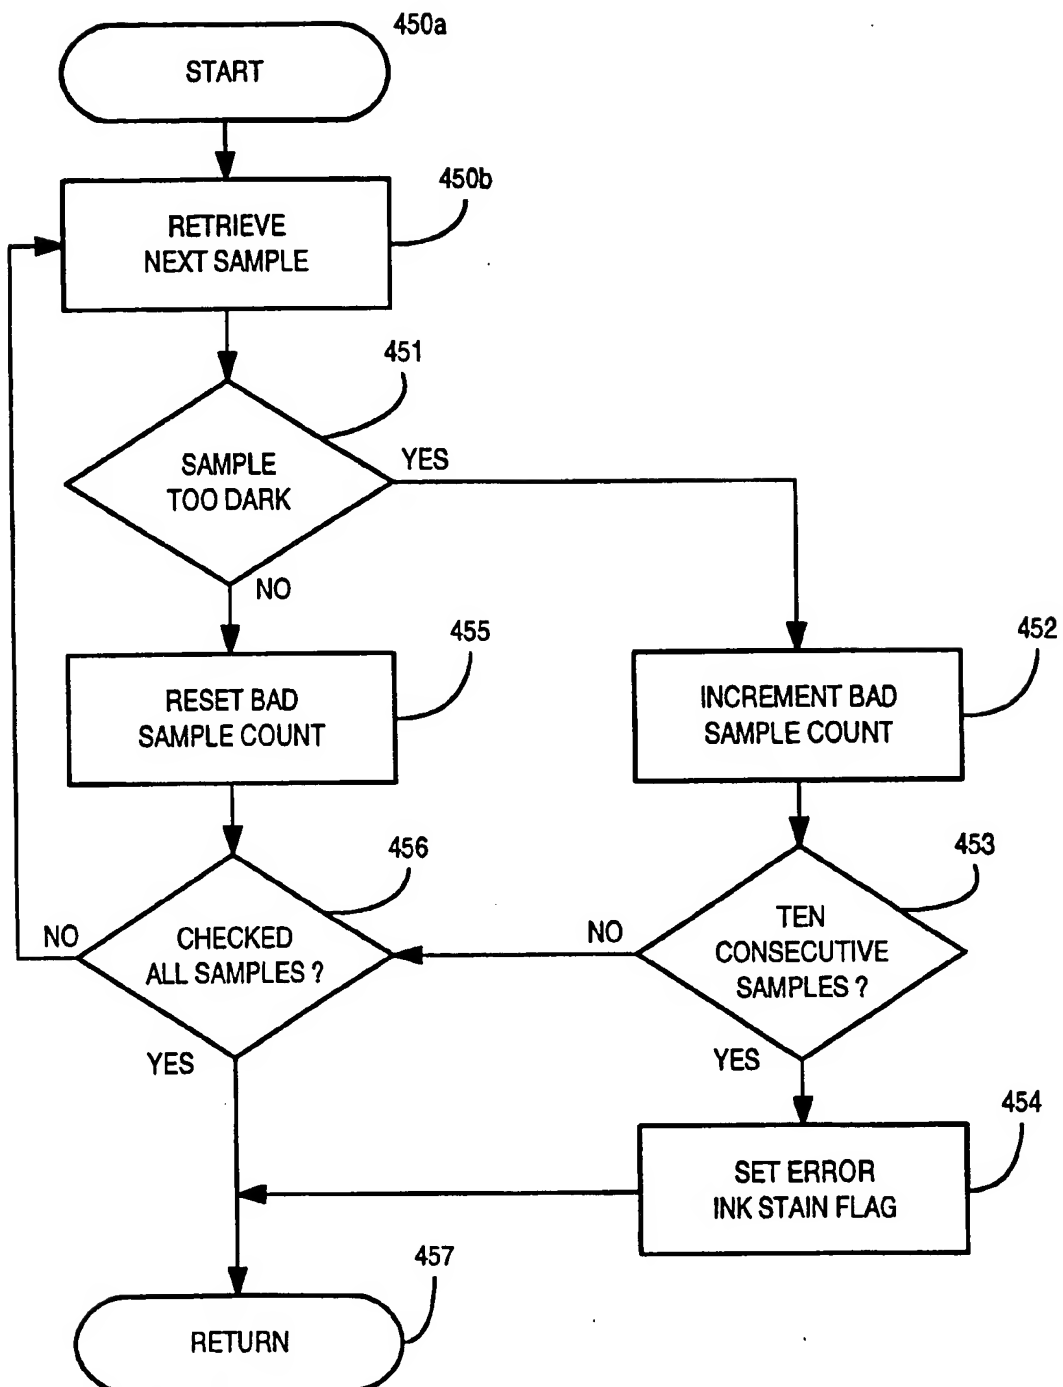 450a
START
450b
RETRIEVE
NEXT SAMPLE
451
SAMPLE
TOO DARK
YES
NO
455
RESET BAD
SAMPLE COUNT
452
INCREMENT BAD
SAMPLE COUNT
456
CHECKED
ALL SAMPLES ?
NO
YES
453
TEN
CONSECUTIVE
SAMPLES ?
NO
YES
454
SET ERROR
INK STAIN FLAG
457
RETURN